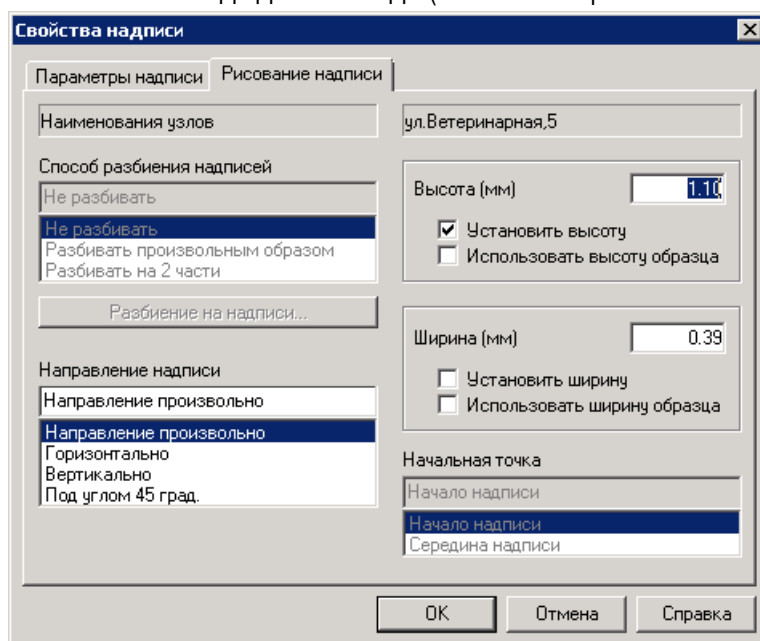 Свойства надписи
Параметры надписи
Рисование надписи
Наименования узлов
ул.Ветеринарная,5
Способ разбиения надписей
Не разбивать
Не разбивать
Разбивать произвольным образом
Разбивать на 2 части
Разбиение на надписи...
Направление надписи
Направление произвольно
Направление произвольно
Горизонтально
Вертикально
Под углом 45 град.
Высота (мм)
1.10
Установить высоту
Использовать высоту образца
Ширина (мм)
0.39
Установить ширину
Использовать ширину образца
Начальная точка
Начало надписи
Начало надписи
Середина надписи
OK
Отмена
Справка